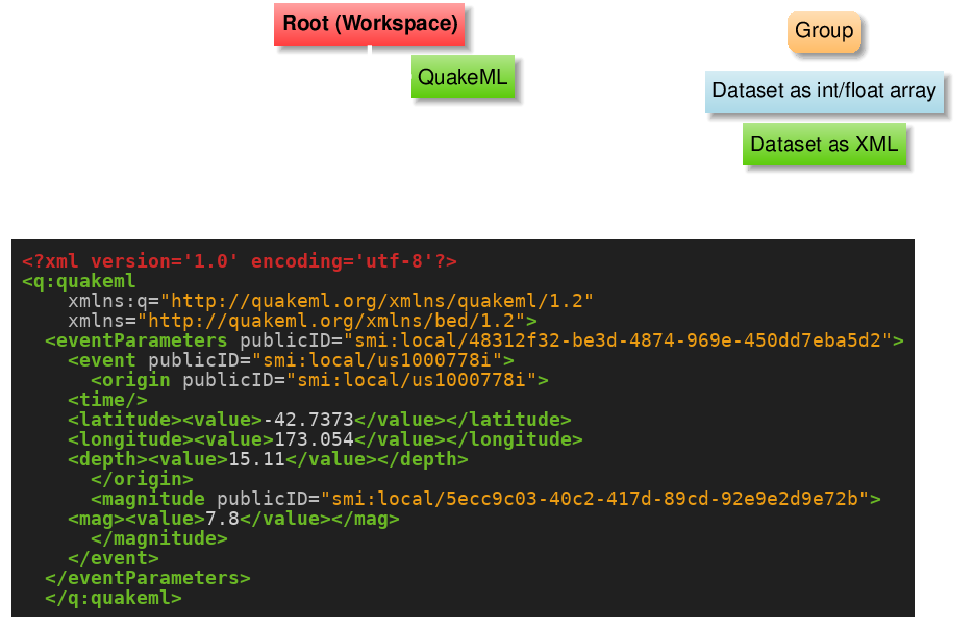 Root (Workspace)
QuakeML
Group
Dataset as int/float array
Dataset as XML
<?xml version='1.0' encoding='utf-8'?>
<q:quakeml
    xmlns:q="http://quakeml.org/xmlns/quakeml/1.2"
    xmlns="http://quakeml.org/xmlns/bed/1.2">
  <eventParameters publicID="smi:local/48312f32-be3d-4874-969e-450dd7eba5d2">
    <event publicID="smi:local/us1000778i">
      <origin publicID="smi:local/us1000778i">
    <time/>
    <latitude><value>-42.7373</value></latitude>
    <longitude><value>173.054</value></longitude>
    <depth><value>15.11</value></depth>
      </origin>
      <magnitude publicID="smi:local/5ecc9c03-40c2-417d-89cd-92e9e2d9e72b">
    <mag><value>7.8</value></mag>
      </magnitude>
    </event>
  </eventParameters>
  </q:quakeml>